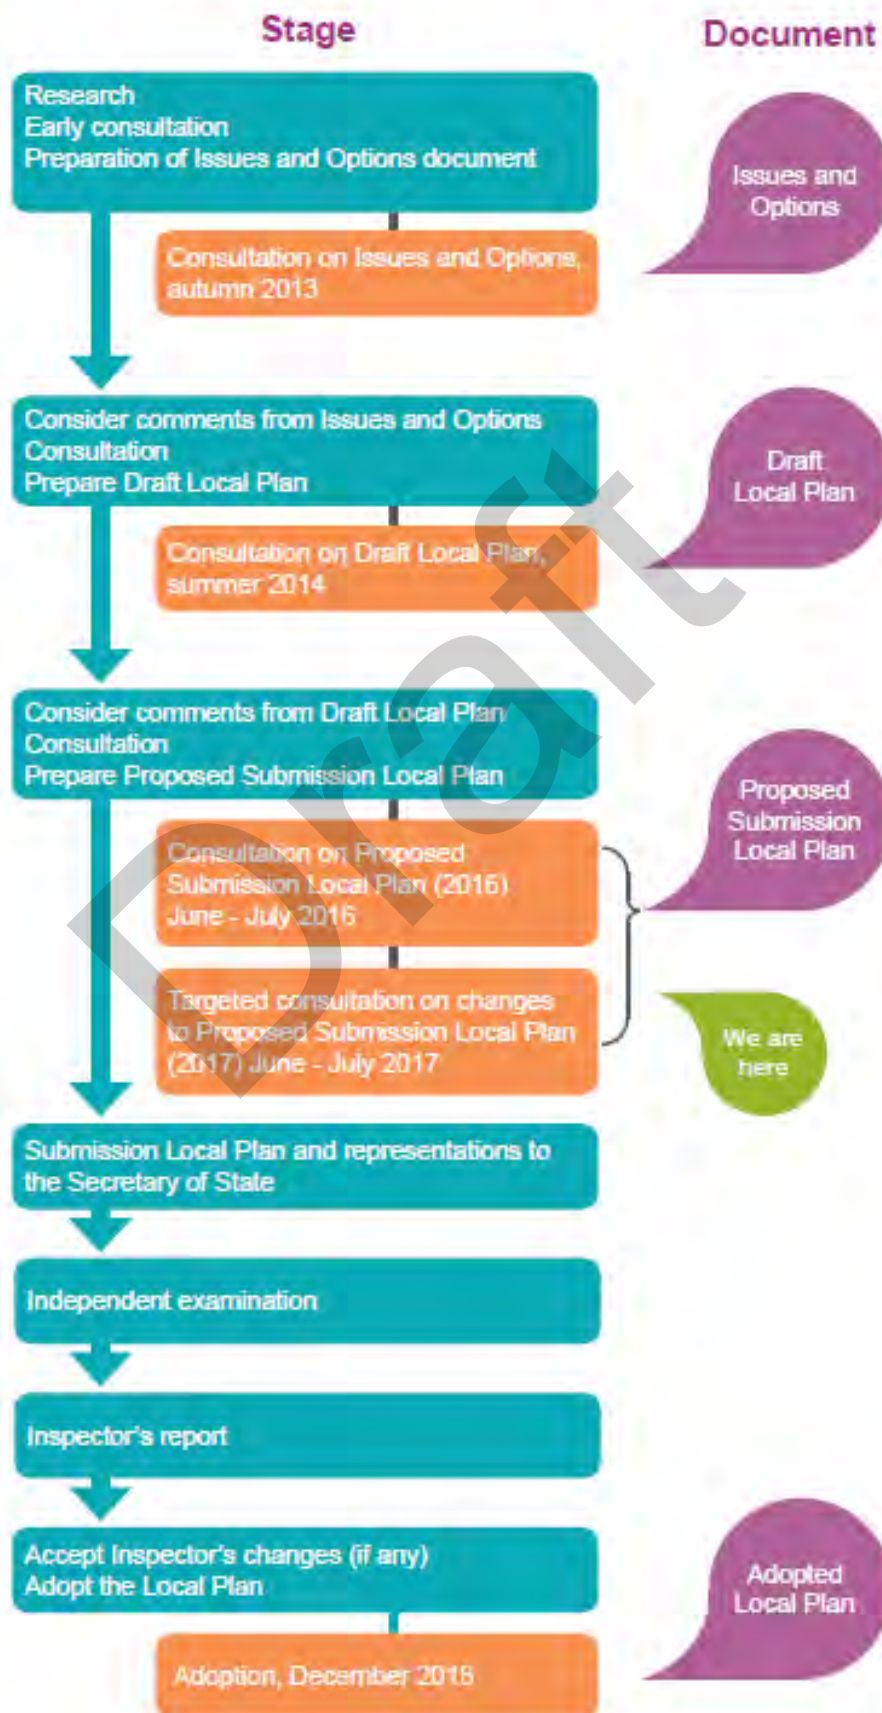 Stage
Document
Research
Early consultation
Preparation of Issues and Options document
Issues and
Options
Consultation on Issues and Options,
autumn 2013
Consider comments from Issues and Options
Consultation
Prepare Draft Local Plan
Draft
Local Plan
Consultation on Draft Local Plan,
summer 2014
Consider comments from Draft Local Plan
Consultation
Prepare Proposed Submission Local Plan
Proposed
Submission
Local Plan
Consultation on Proposed
Submission Local Plan (2016)
June - July 2016
Targeted consultation on changes
to Proposed Submission Local Plan
(2017) June - July 2017
We are
here
Submission Local Plan and representations to
the Secretary of State
Independent examination
Inspector's report
Accept Inspector's changes (if any)
Adopt the Local Plan
Adopted
Local Plan
Adoption, December
Draft